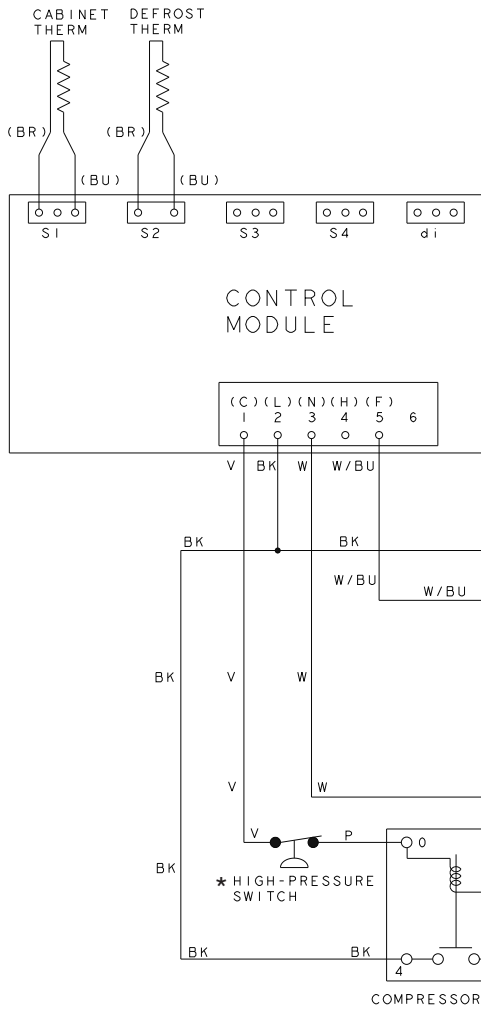 CABINET THERM
DEFROST THERM
(BR)
(BR)
(BU)
(BU)
S1
S2
S3
S4
di
CONTROL
MODULE
(C) (L) (N) (H) (F)
1 2 3 4 5 6
V BK W W/BU
BK
BK
W/BU
W/BU
BK
V
W
V
W
V
P
0
BK
* HIGH-PRESSURE
SWITCH
BK
BK
4
COMPRESSOR